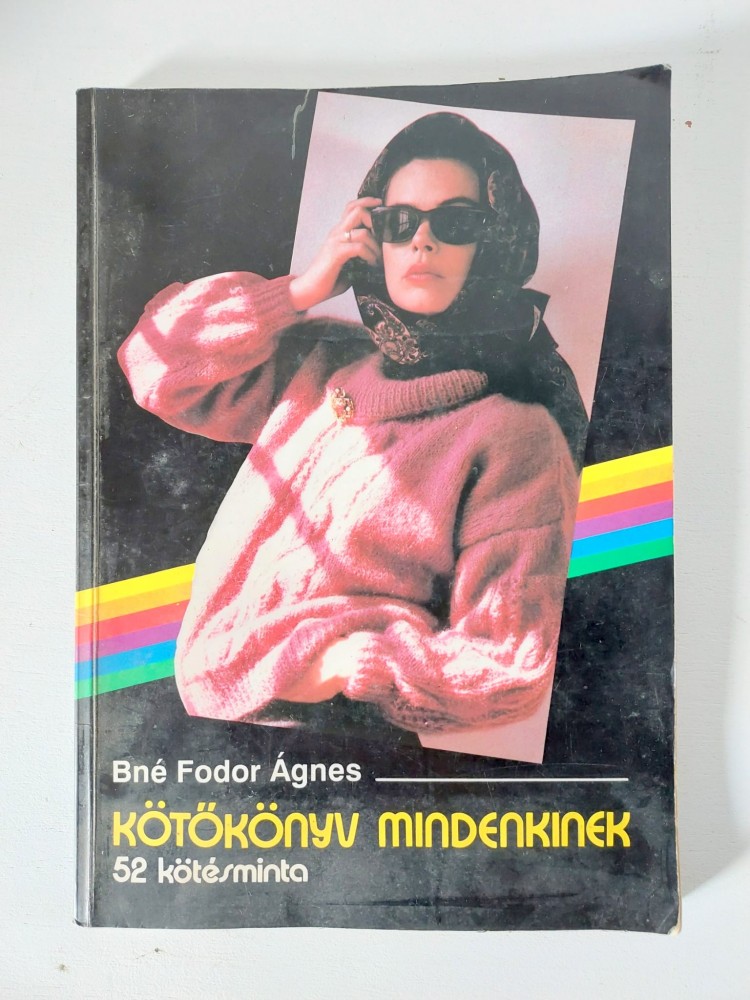 Bné Fodor Ágnes
KÖTŐKÖNYV MINDENKINEK
52 kötésminta